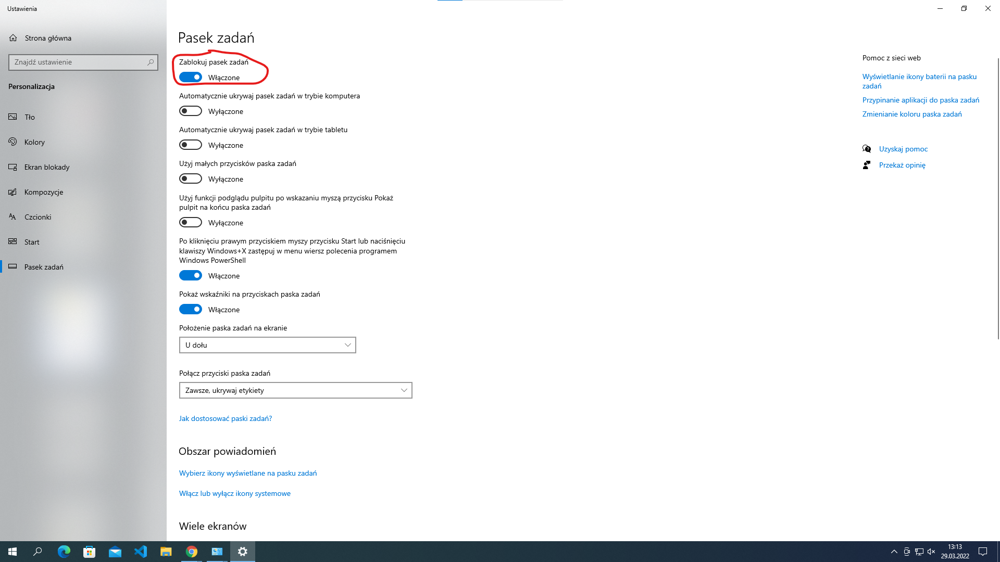 Ustawienia
Strona główna
Znajdź ustawienie
Personalizacja
Tło
Kolory
Ekran blokady
Kompozycje
Czcionki
Start
Pasek zadań
Pasek zadań
Zablokuj pasek zadań
Włączone
Automatycznie ukrywaj pasek zadań w trybie komputera
Wyłączone
Automatycznie ukrywaj pasek zadań w trybie tabletu
Wyłączone
Użyj małych przycisków paska zadań
Wyłączone
Użyj funkcji podglądu pulpitu po wskazaniu myszą przycisku Pokaż
pulpit na końcu paska zadań
Wyłączone
Po kliknięciu prawym przyciskiem myszy przycisku Start lub naciśnięciu
klawiszy Windows+X zastępuj w menu wiersz polecenia programem
Windows PowerShell
Włączone
Pokaż wskaźniki na przyciskach paska zadań
Włączone
Położenie paska zadań na ekranie
U dołu
Połącz przyciski paska zadań
Zawsze, ukrywaj etykiety
Jak dostosować paski zadań?
Obszar powiadomień
Wybierz ikony wyświetlane na pasku zadań
Włącz lub wyłącz ikony systemowe
Wiele ekranów
Pomoc z sieci web
Wyświetlanie ikony baterii na pasku
zadań
Przypinanie aplikacji do paska zadań
Zmienianie koloru paska zadań
Uzyskaj pomoc
Przekaż opinię
13:13
29.03.2022